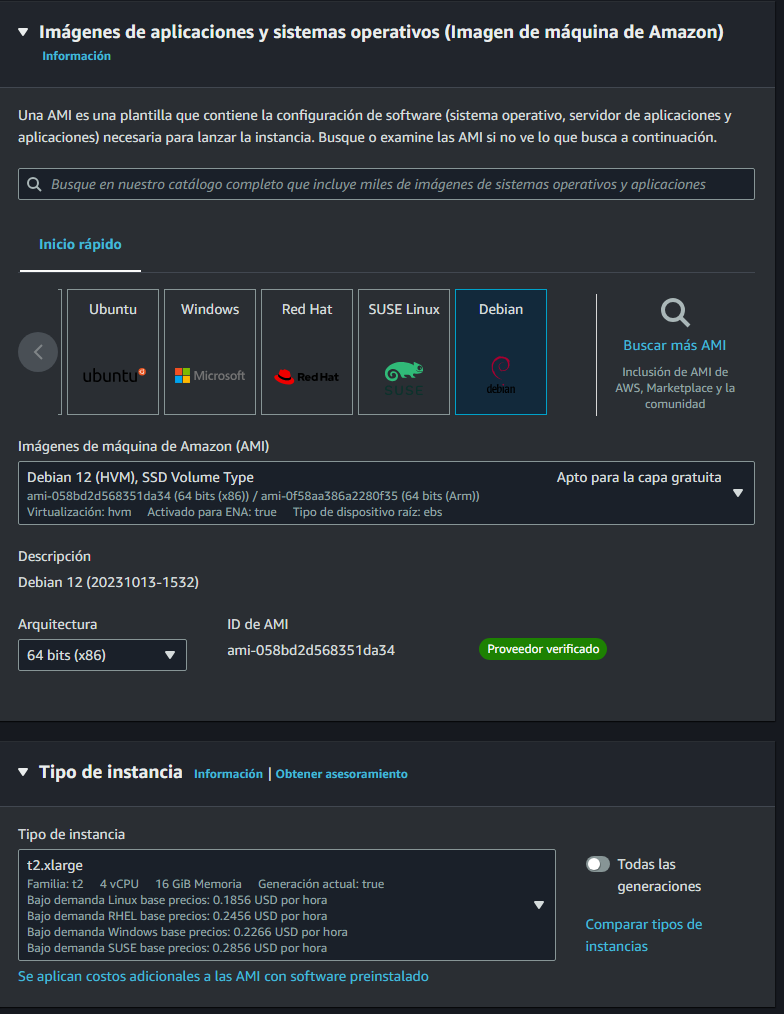 Imágenes de aplicaciones y sistemas operativos (Imagen de máquina de Amazon)
Información
Una AMI es una plantilla que contiene la configuración de software (sistema operativo, servidor de aplicaciones y
aplicaciones) necesaria para lanzar la instancia. Busque o examine las AMI si no ve lo que busca a continuación.
Busque en nuestro catálogo completo que incluye miles de imágenes de sistemas operativos y aplicaciones
Inicio rápido
Ubuntu
ubuntu
Windows
Microsoft
Red Hat
Red Hat
SUSE Linux
SUSE
Debian
debian
Buscar más AMI
Inclusión de AMI de
AWS, Marketplace y la
comunidad
Imágenes de máquina de Amazon (AMI)
Debian 12 (HVM), SSD Volume Type
Apto para la capa gratuita
ami-058bd2d568351da34 (64 bits (x86)) / ami-0f58aa386a2280f35 (64 bits (Arm))
Virtualización: hvm Activado para ENA: true Tipo de dispositivo raíz: ebs
Descripción
Debian 12 (20231013-1532)
Arquitectura
64 bits (x86)
ID de AMI
ami-058bd2d568351da34
Proveedor verificado
Tipo de instancia
Información | Obtener asesoramiento
Tipo de instancia
t2.xlarge
Familia: t2 4 vCPU 16 GiB Memoria Generación actual: true
Bajo demanda Linux base precios: 0.1856 USD por hora
Bajo demanda RHEL base precios: 0.2456 USD por hora
Bajo demanda Windows base precios: 0.2266 USD por hora
Bajo demanda SUSE base precios: 0.2856 USD por hora
Todas las
generaciones
Comparar tipos de
instancias
Se aplican costos adicionales a las AMI con software preinstalado